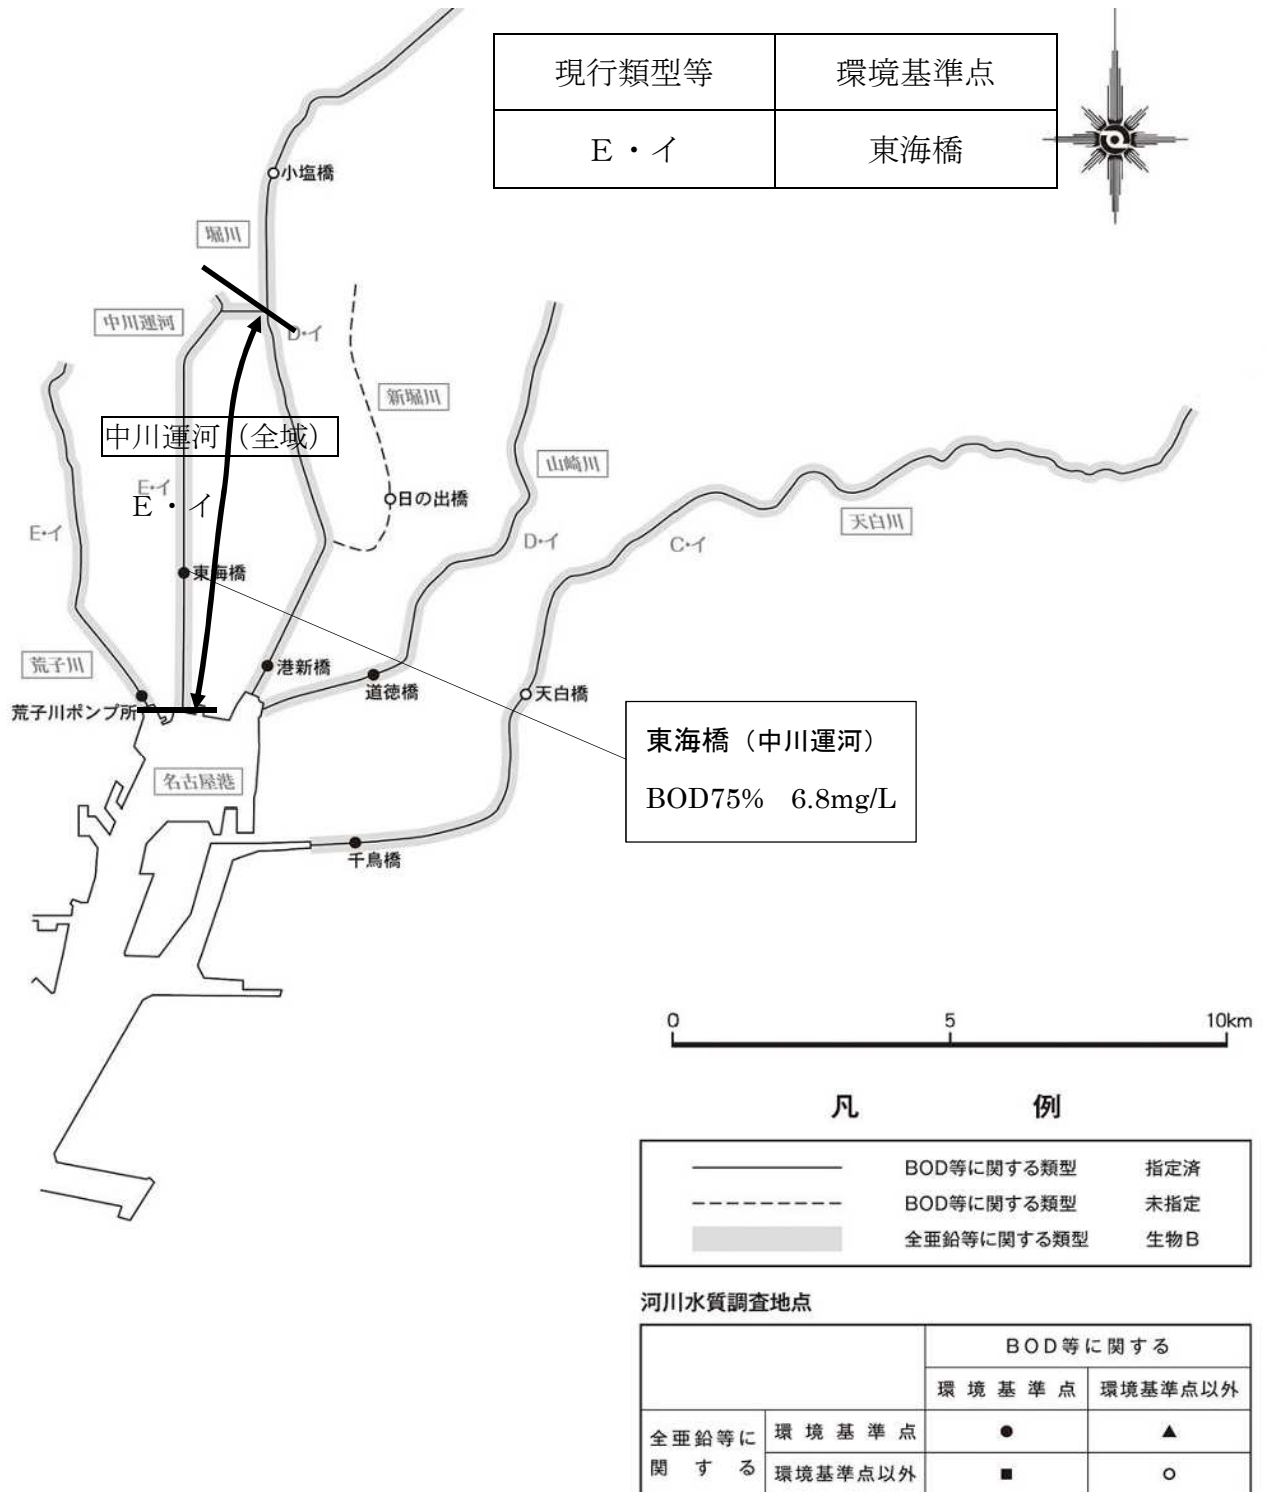 現行類型等 環境基準点
E・イ 東海橋
小塩橋
堀川
中川運河
D・イ
新堀川
中川運河（全域）
山崎川
E・イ
E・イ
日の出橋
天白川
E・イ
D・イ
C・イ
東海橋
荒子川
港新橋
道徳橋
天白橋
荒子川ポンプ所
東海橋（中川運河）
BOD75% 6.8mg/L
名古屋港
千鳥橋
0 5 10km
凡 例
BOD等に関する類型 指定済
BOD等に関する類型 未指定
全亜鉛等に関する類型 生物B
河川水質調査地点
BOD等に関する
環境基準点 環境基準点以外
全亜鉛等に関する 環境基準点 ● ▲
環境基準点以外 ■ ○